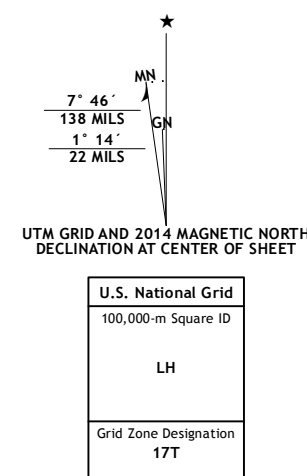 ★
MN
7° 46´
138 MILS
GN
1° 14´
22 MILS
UTM GRID AND 2014 MAGNETIC NORTH
DECLINATION AT CENTER OF SHEET
U.S. National Grid
100,000-m Square ID
LH
Grid Zone Designation
17T